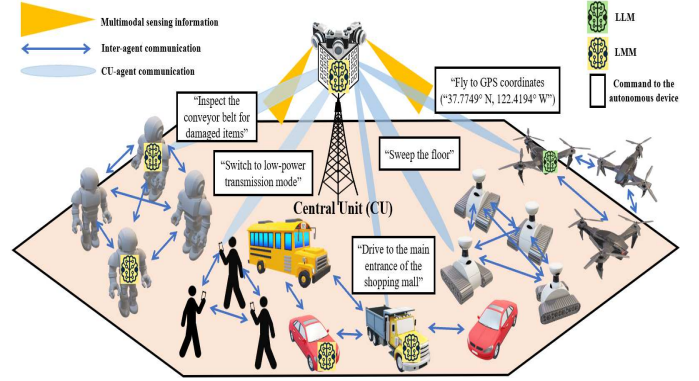 Multimodal sensing information
Inter-agent communication
CU-agent communication
LLM
LMM
Command to the
autonomous device
“Fly to GPS coordinates
(“37.7749° N, 122.4194° W”)
“Inspect the
conveyor belt for
damaged items”
“Switch to low-power
transmission mode”
“Sweep the floor”
Central Unit (CU)
“Drive to the main
entrance of the
shopping mall”